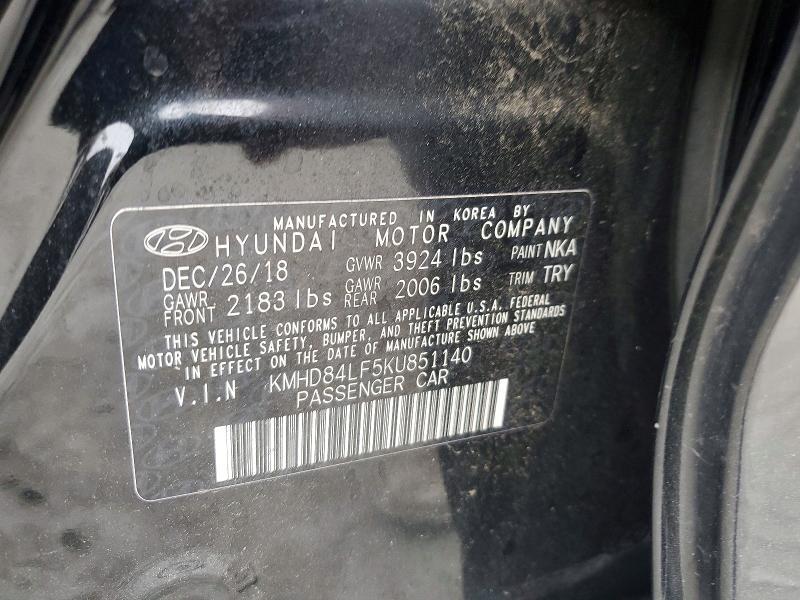 MANUFACTURED IN KOREA BY
HYUNDAI MOTOR COMPANY
DEC/26/18 GVWR 3924 lbs PAINT NKA
GAWR FRONT 2183 lbs GAWR REAR 2006 lbs TRIM TRY
THIS VEHICLE CONFORMS TO ALL APPLICABLE U.S.A. FEDERAL
MOTOR VEHICLE SAFETY, BUMPER, AND THEFT PREVENTION STANDARDS
IN EFFECT ON THE DATE OF MANUFACTURE SHOWN ABOVE
V.I.N KMHD84LF5KU851140
PASSENGER CAR